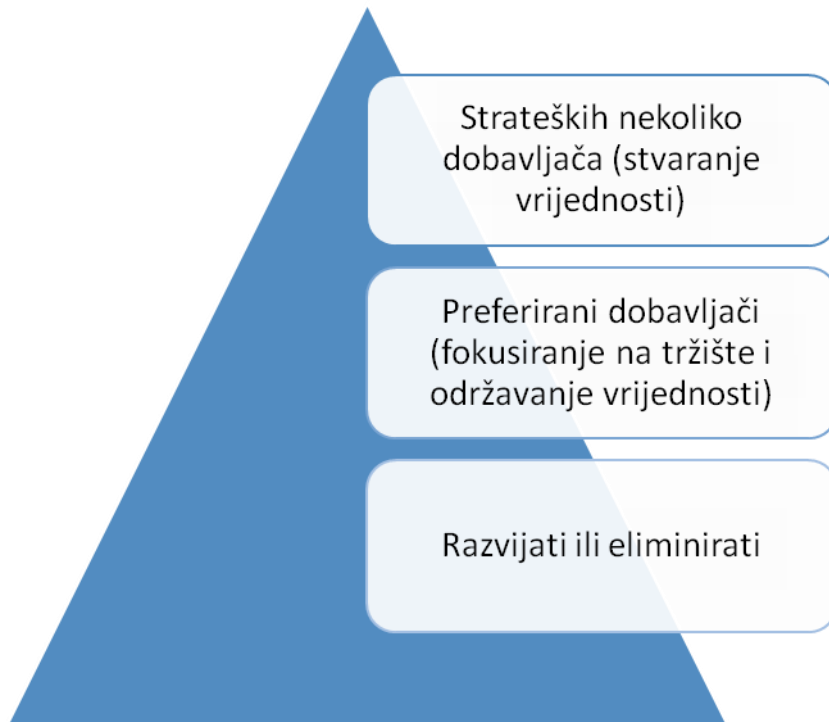 Strateških nekoliko
dobavljača (stvaranje
vrijednosti)
Preferirani dobavljači
(fokusiranje na tržište i
održavanje vrijednosti)
Razvijati ili eliminirati